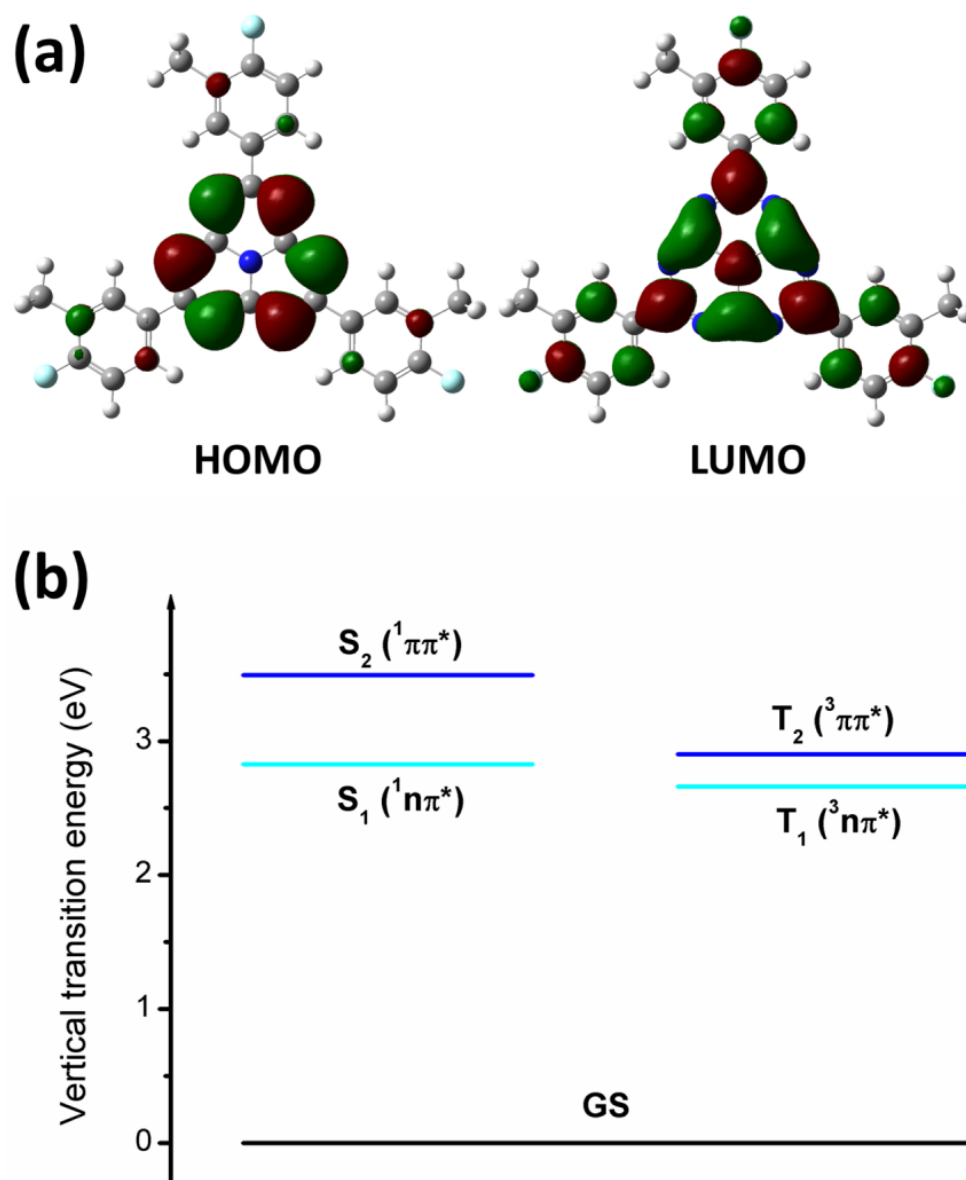 (a)
HOMO LUMO
(b)
Vertical transition energy (eV)
S₂ (¹ππ*)
T₂ (³ππ*)
3
S₁ (¹nπ*)
T₁ (³nπ*)
2
1
GS
0